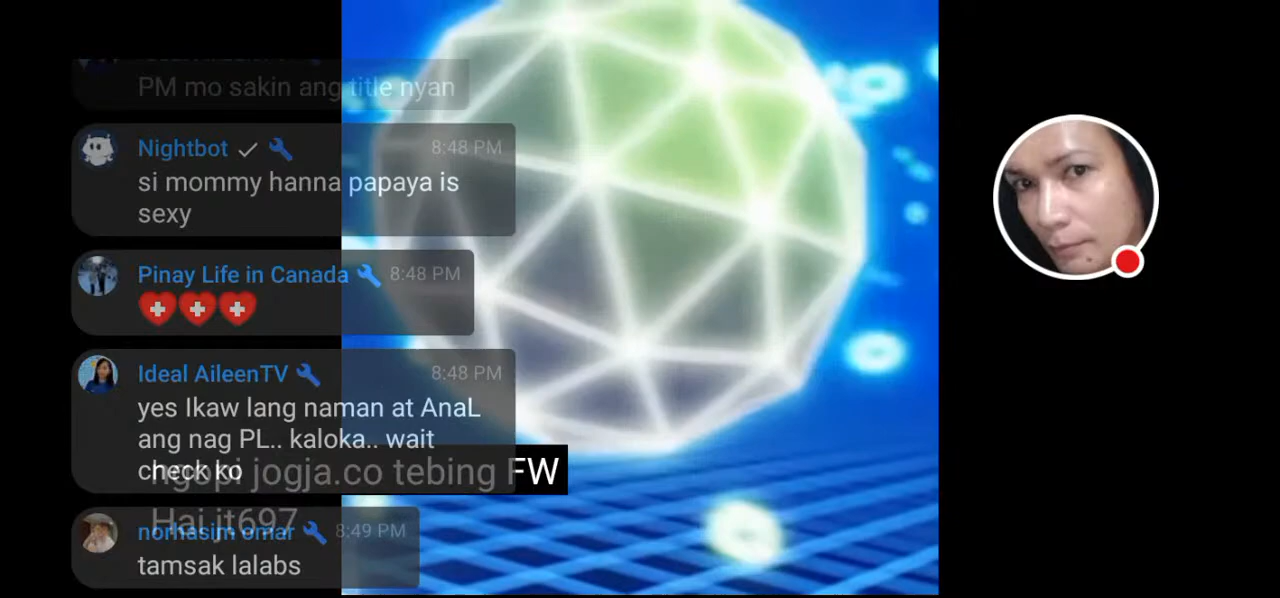 PM mo sakin ang title nyan
Nightbot 8:48 PM
si mommy hanna papaya is
sexy
Pinay Life in Canada 8:48 PM
Ideal AileenTV 8:48 PM
yes Ikaw lang naman at AnaL
ang nag PL.. kaloka.. wait
check ko
ngopi jogja.co tebing FW
Hai jt697
norhasim omar 8:49 PM
tamsak lalabs